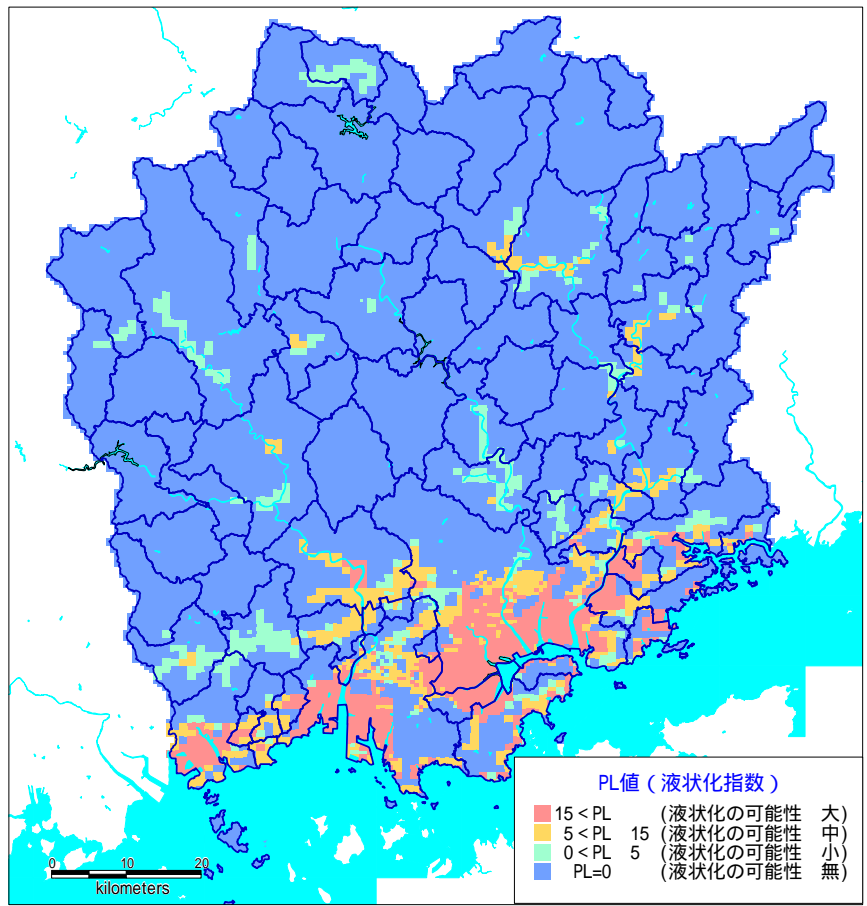 PL値(液状化指数)
15<PL (液状化の可能性 大)
5<PL 15 (液状化の可能性 中)
0<PL 5 (液状化の可能性 小)
PL=0 (液状化の可能性 無)
0 10 20
kilometers